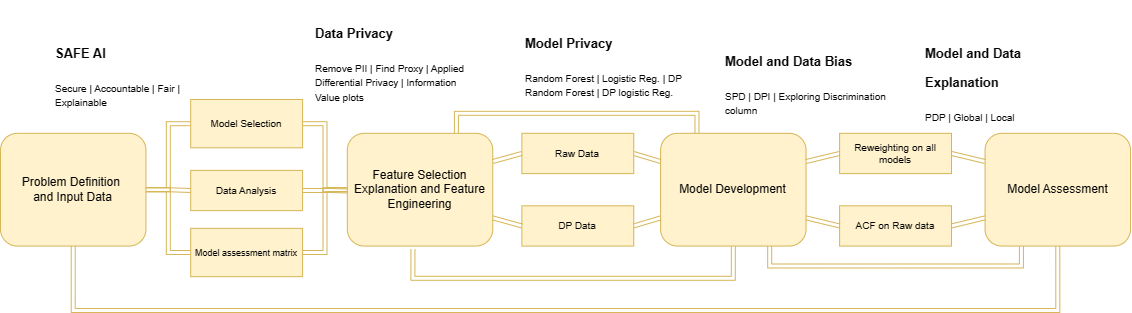 SAFE AI
Secure | Accountable | Fair |
Explainable
Data Privacy
Remove PII | Find Proxy | Applied
Differential Privacy | Information
Value plots
Model Privacy
Random Forest | Logistic Reg. | DP
Random Forest | DP logistic Reg.
Model and Data Bias
SPD | DPI | Exploring Discrimination
column
Model and Data
Explanation
PDP | Global | Local
Problem Definition
and Input Data
Model Selection
Data Analysis
Model assessment matrix
Feature Selection
Explanation and Feature
Engineering
Raw Data
DP Data
Model Development
Reweighting on all
models
ACF on Raw data
Model Assessment